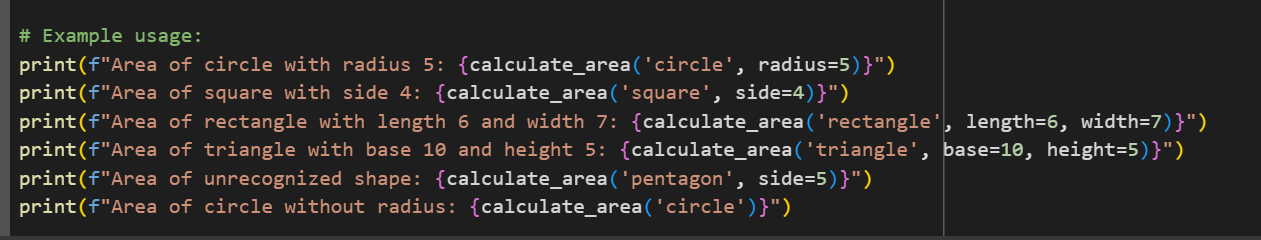 # Example usage:
print(f"Area of circle with radius 5: {calculate_area('circle', radius=5)}")
print(f"Area of square with side 4: {calculate_area('square', side=4)}")
print(f"Area of rectangle with length 6 and width 7: {calculate_area('rectangle', length=6, width=7)}")
print(f"Area of triangle with base 10 and height 5: {calculate_area('triangle', base=10, height=5)}")
print(f"Area of unrecognized shape: {calculate_area('pentagon', side=5)}")
print(f"Area of circle without radius: {calculate_area('circle')}")